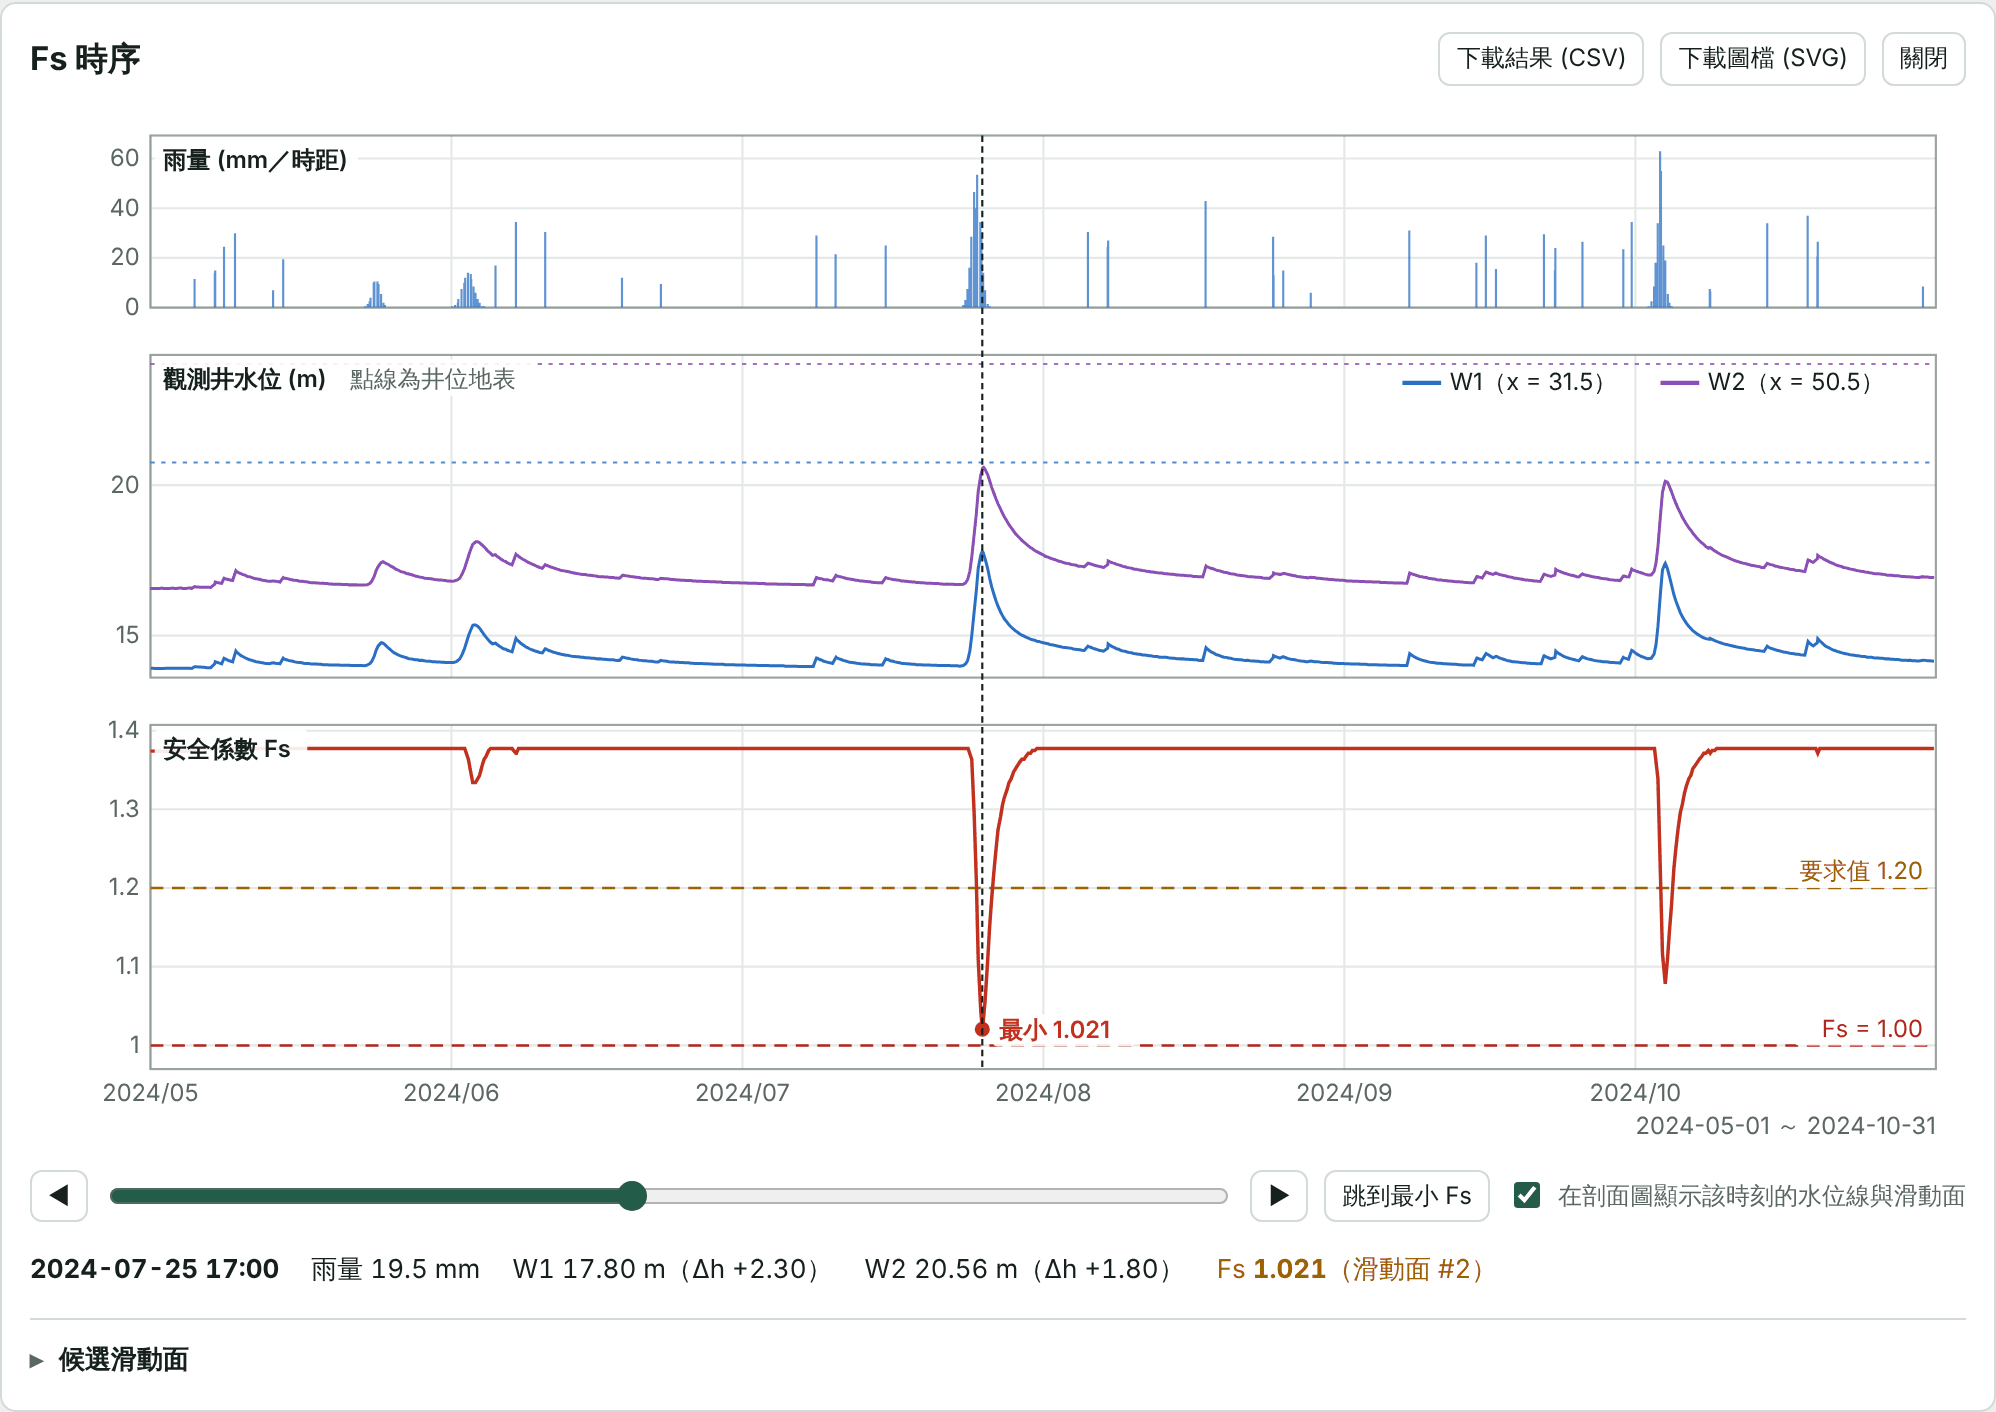 Fs 時序
下載結果 (CSV)
下載圖檔 (SVG)
關閉
雨量 (mm／時距)
60
40
20
0
觀測井水位 (m)　點線為井位地表
W1（x = 31.5）
W2（x = 50.5）
20
15
安全係數 Fs
1.4
1.3
1.2
1.1
1
要求值 1.20
最小 1.021
Fs = 1.00
2024/05
2024/06
2024/07
2024/08
2024/09
2024/10
2024-05-01 ～ 2024-10-31
◀
▶
跳到最小 Fs
在剖面圖顯示該時刻的水位線與滑動面
2024-07-25 17:00　雨量 19.5 mm　W1 17.80 m（Δh +2.30）　W2 20.56 m（Δh +1.80）　Fs 1.021（滑動面 #2）
▶ 候選滑動面